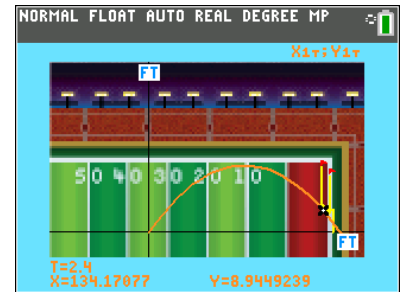 NORMAL FLOAT AUTO REAL DEGREE MP
X1T;Y1T
FT
50 40 30 20 10
FT
T=2.4
X=134.17077 Y=8.9449239